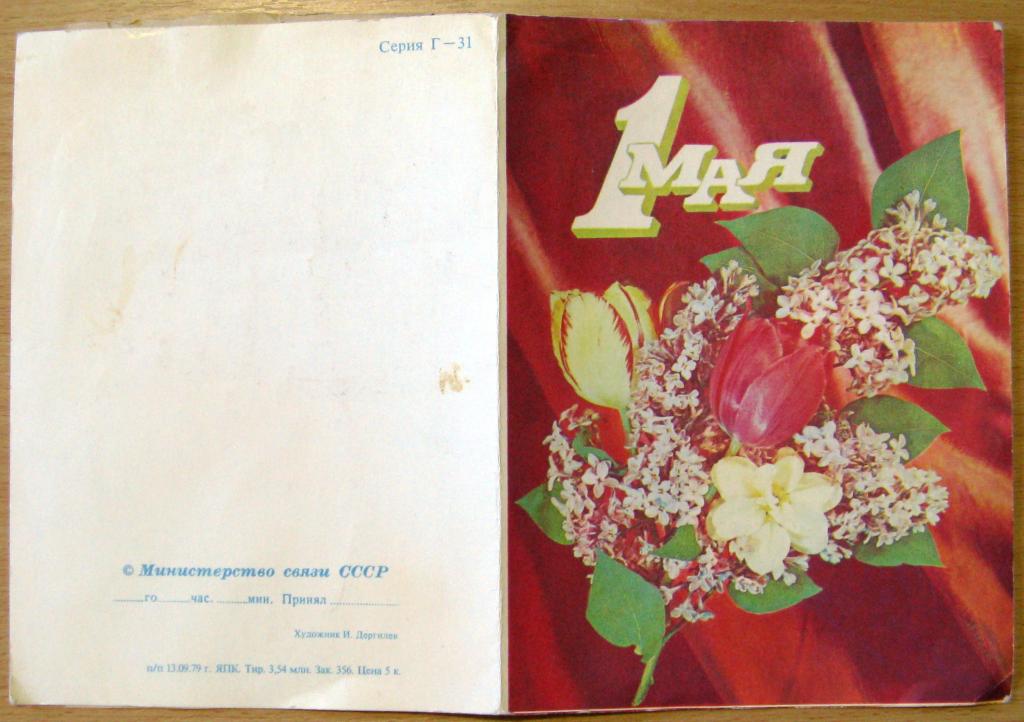 Серия Г—31
© Министерство связи СССР
го час. мин. Принял
Художник И. Дергилев
п/п 13.09.79 г. ЯПК. Тир. 3,54 млн. Зак. 356. Цена 5 к.
1 МАЯ